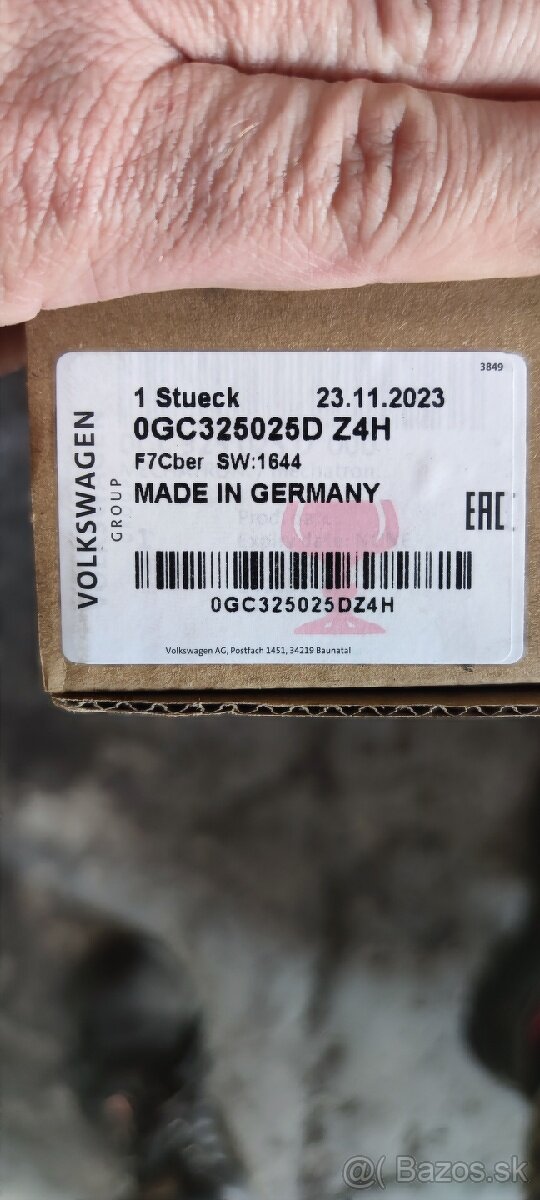 3849
1 Stueck 23.11.2023
0GC325025D Z4H
F7Cber SW:1644
MADE IN GERMANY
EAC
0GC325025DZ4H
Volkswagen AG, Postfach 1451, 34219 Baunatal
VOLKSWAGEN
GROUP
@( Bazos.sk